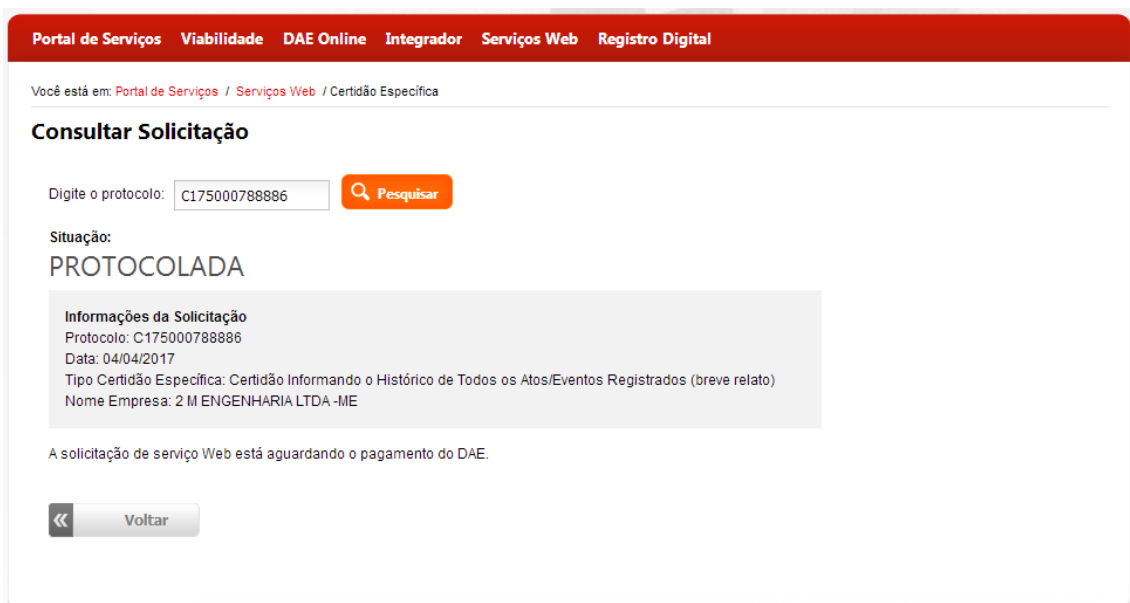 Portal de Serviços Viabilidade DAE Online Integrador Serviços Web Registro Digital
Você está em: Portal de Serviços / Serviços Web / Certidão Específica
Consultar Solicitação
Digite o protocolo: C175000788886 Pesquisar
Situação:
PROTOCOLADA
Informações da Solicitação
Protocolo: C175000788886
Data: 04/04/2017
Tipo Certidão Específica: Certidão Informando o Histórico de Todos os Atos/Eventos Registrados (breve relato)
Nome Empresa: 2 M ENGENHARIA LTDA -ME
A solicitação de serviço Web está aguardando o pagamento do DAE.
Voltar